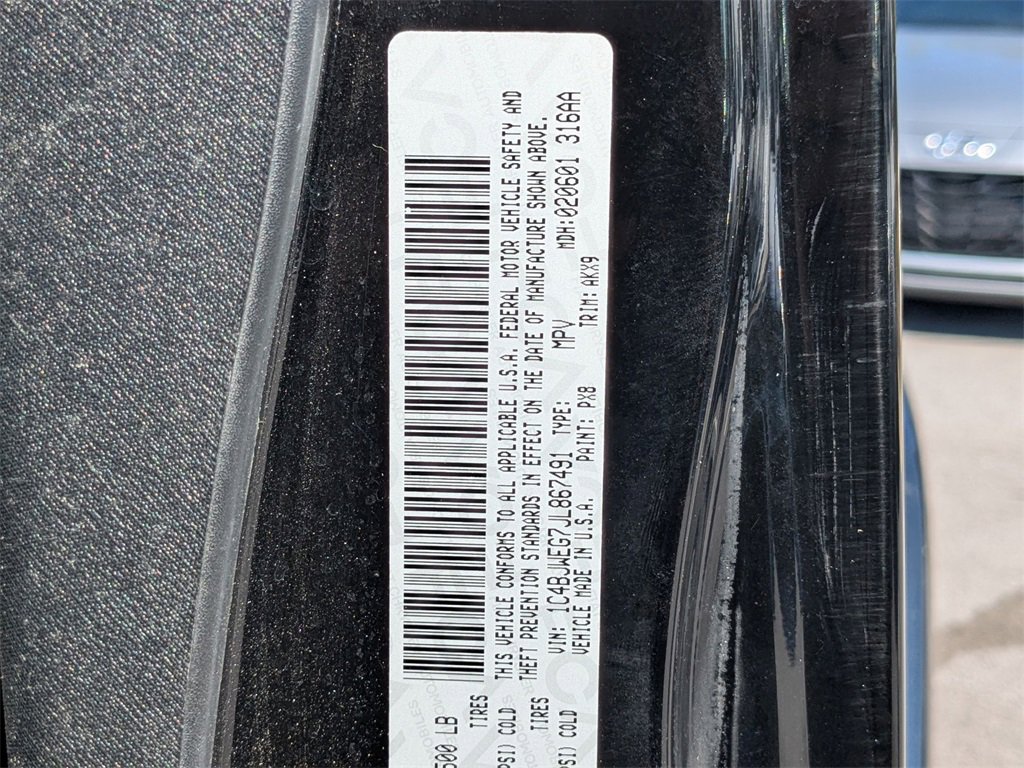 500 LB TIRES
PSI) COLD
THIS VEHICLE CONFORMS TO ALL APPLICABLE U.S.A. FEDERAL MOTOR VEHICLE SAFETY AND
THEFT PREVENTION STANDARDS IN EFFECT ON THE DATE OF MANUFACTURE SHOWN ABOVE.
TIRES
VIN: 1C4BJWEG7JL867491 TYPE: MPV MDH:020601 316AA
PSI) COLD
VEHICLE MADE IN U.S.A. PAINT: PX8 TRIM: AKX9